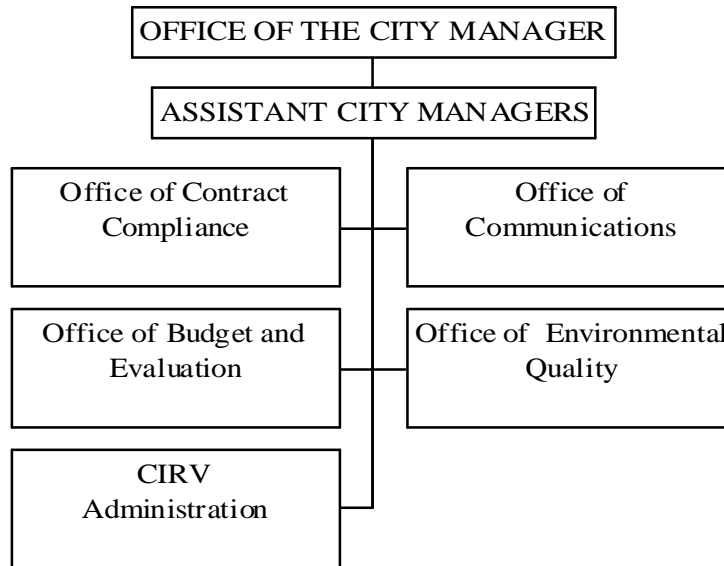 OFFICE OF THE CITY MANAGER
ASSISTANT CITY MANAGERS
Office of Contract
Compliance
Office of
Communications
Office of Budget and
Evaluation
Office of Environmental
Quality
CIRV
Administration